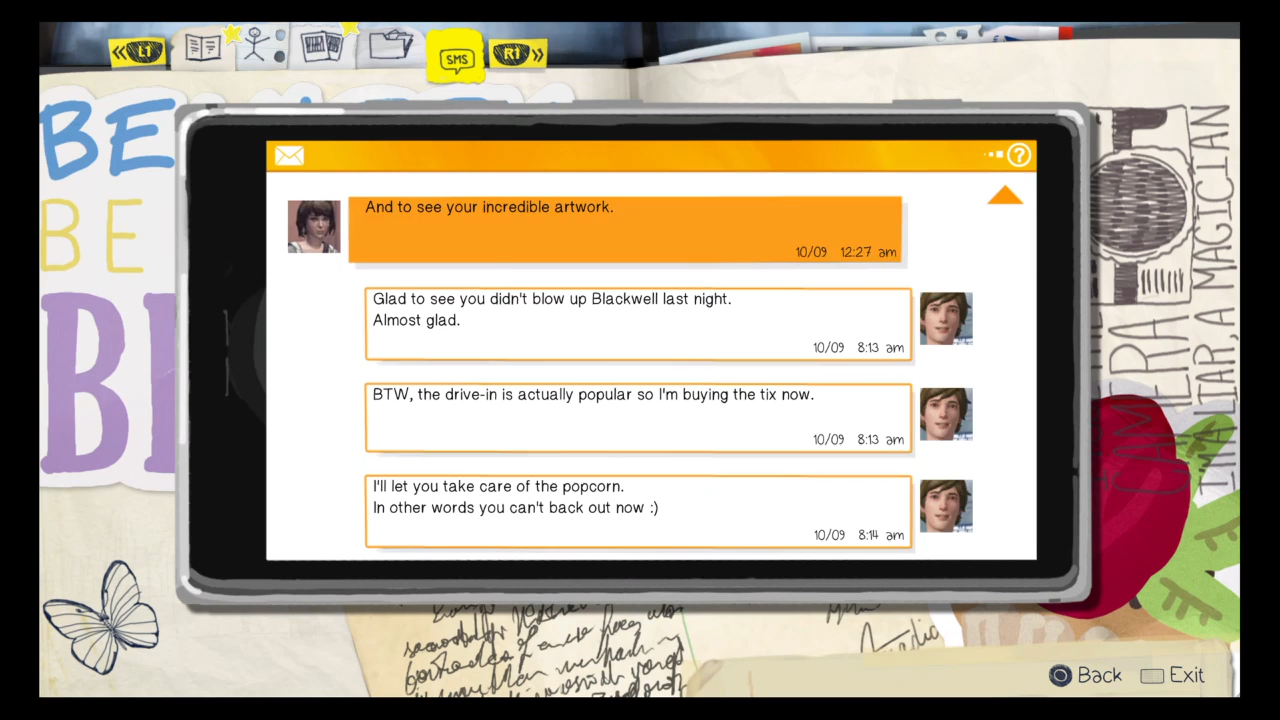 L1
SMS
R1
BE
BE
BE
And to see your incredible artwork.
10/09 12:27 am
Glad to see you didn't blow up Blackwell last night.
Almost glad.
10/09 8:13 am
BTW, the drive-in is actually popular so I'm buying the tix now.
10/09 8:13 am
I'll let you take care of the popcorn.
In other words you can't back out now :)
10/09 8:14 am
CAMERA
LIAR, A MAGICIAN
Back
Exit